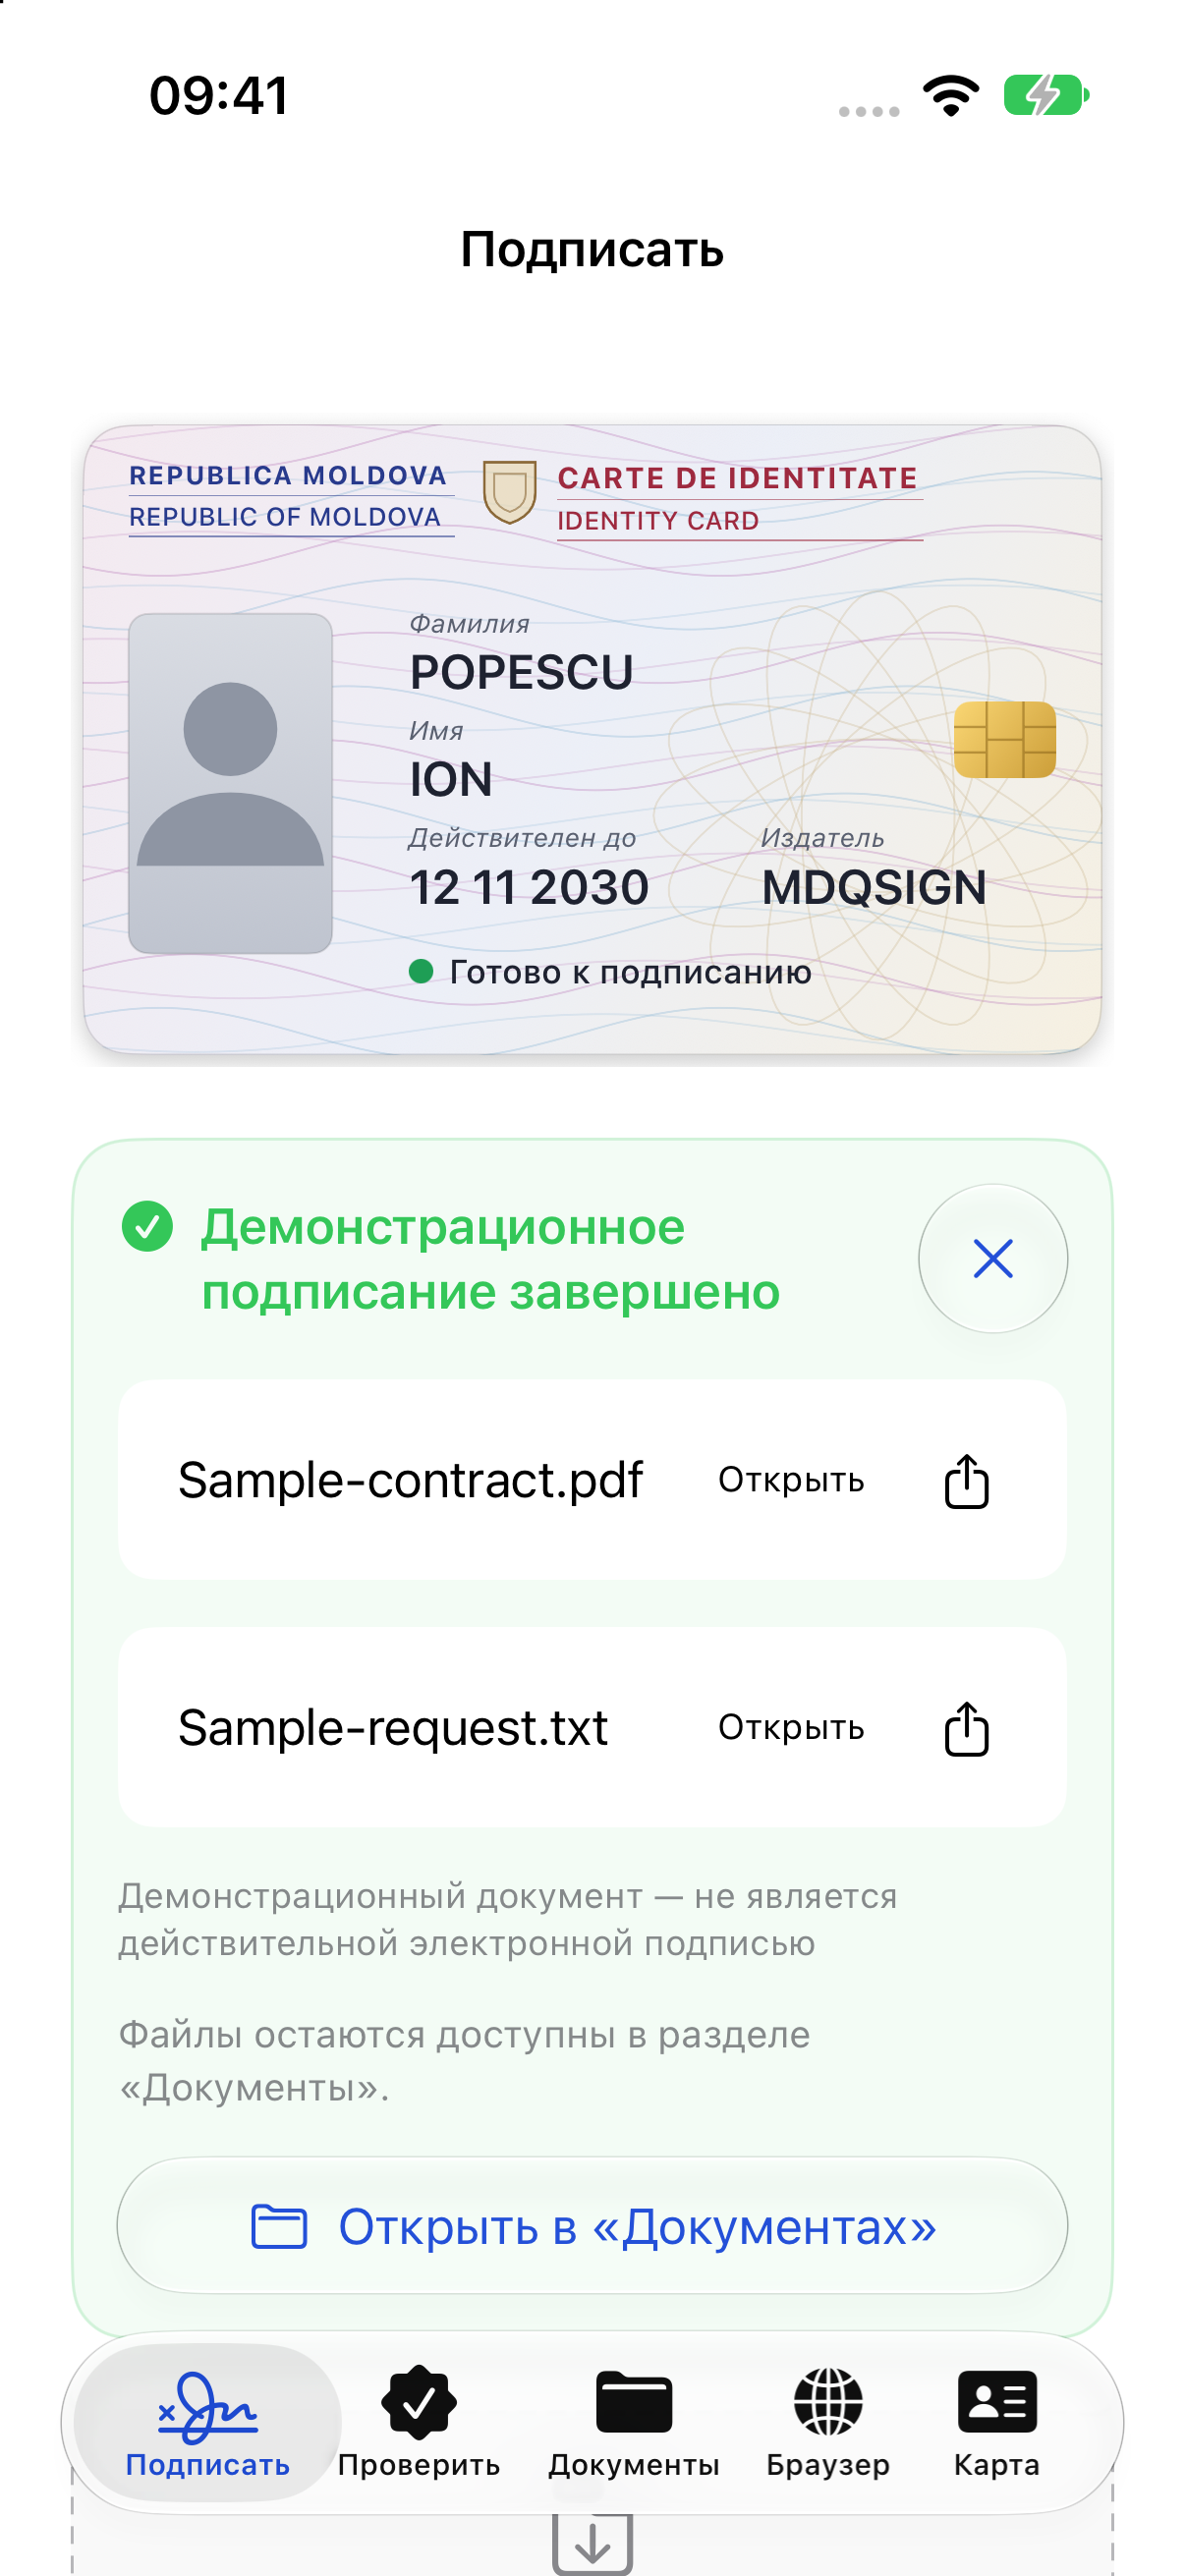 09:41
Подписать
REPUBLICA MOLDOVA
REPUBLIC OF MOLDOVA
CARTE DE IDENTITATE
IDENTITY CARD
Фамилия
POPESCU
Имя
ION
Действителен до
12 11 2030
Издатель
MDQSIGN
Готово к подписанию
Демонстрационное
подписание завершено
Sample-contract.pdf
Открыть
Sample-request.txt
Открыть
Демонстрационный документ — не является
действительной электронной подписью
Файлы остаются доступны в разделе
«Документы».
Открыть в «Документах»
Подписать
Проверить
Документы
Браузер
Карта